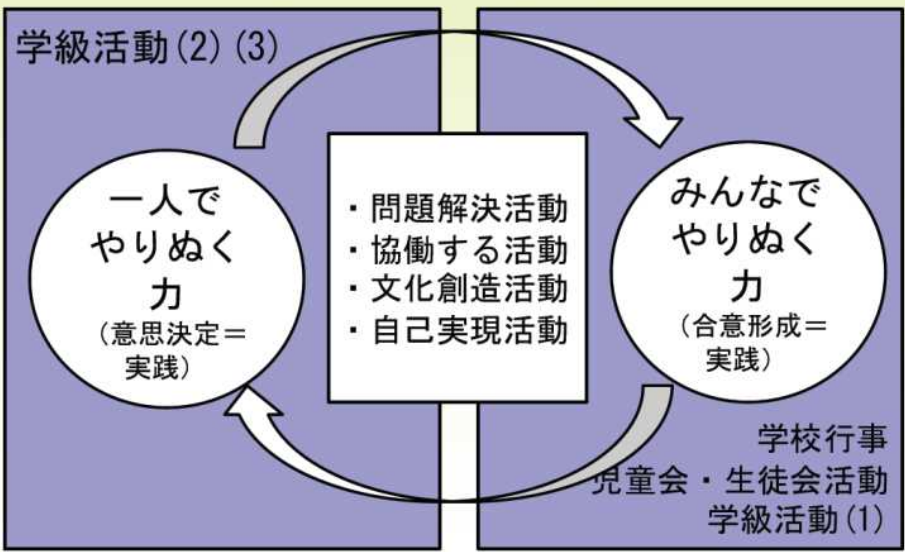 学級活動(2)(3)
一人で
やりぬく
力
(意思決定＝
実践)
・問題解決活動
・協働する活動
・文化創造活動
・自己実現活動
みんなで
やりぬく
力
(合意形成＝
実践)
学校行事
児童会・生徒会活動
学級活動(1)